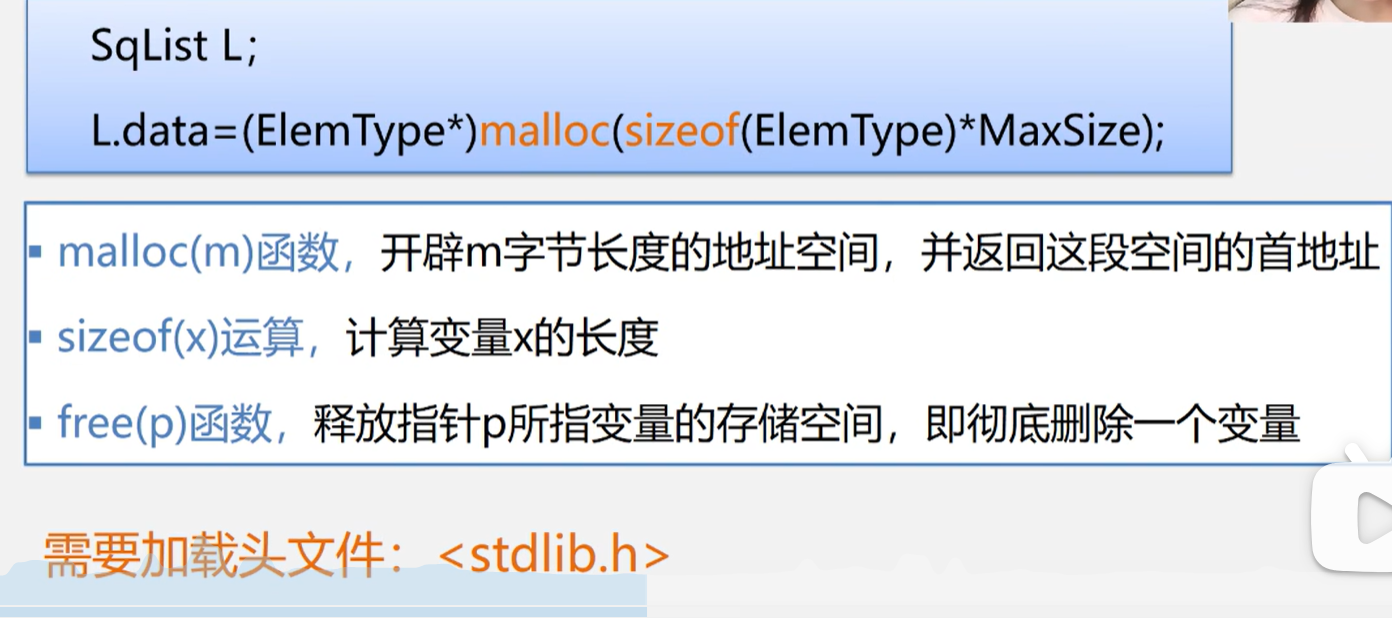 SqList L;
L.data=(ElemType*)malloc(sizeof(ElemType)*MaxSize);
▪ malloc(m)函数，开辟m字节长度的地址空间，并返回这段空间的首地址
▪ sizeof(x)运算，计算变量x的长度
▪ free(p)函数，释放指针p所指变量的存储空间，即彻底删除一个变量
需要加载头文件：<stdlib.h>